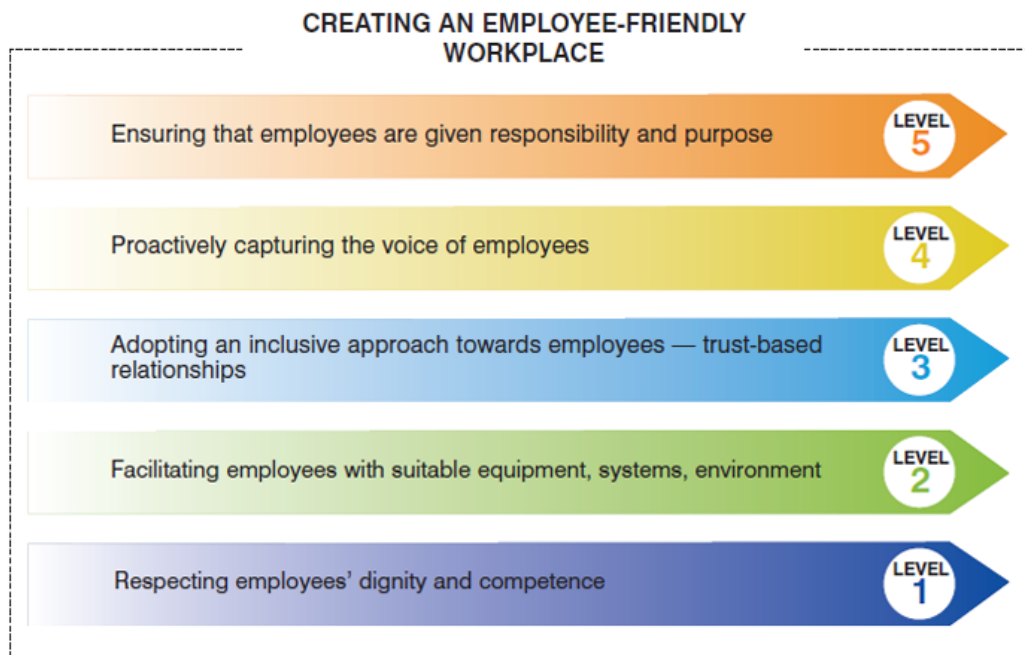 CREATING AN EMPLOYEE-FRIENDLY
WORKPLACE
Ensuring that employees are given responsibility and purpose
LEVEL
5
Proactively capturing the voice of employees
LEVEL
4
Adopting an inclusive approach towards employees — trust-based
relationships
LEVEL
3
Facilitating employees with suitable equipment, systems, environment
LEVEL
2
Respecting employees’ dignity and competence
LEVEL
1